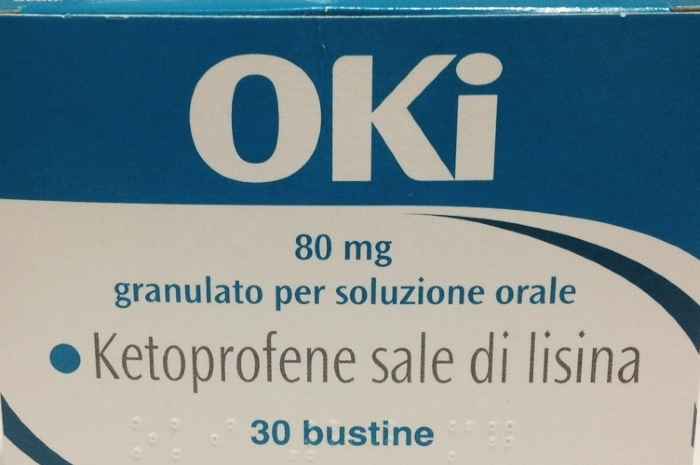 OKi
80 mg
granulato per soluzione orale
Ketoprofene sale di lisina
30 bustine